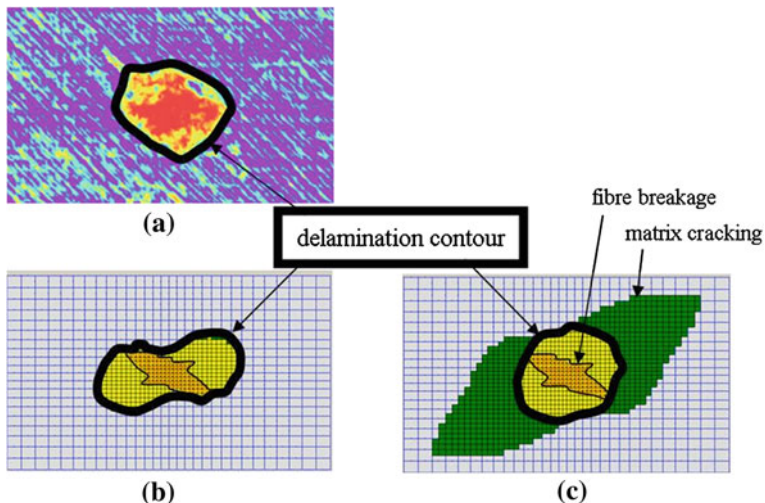 (a)
fibre breakage
matrix cracking
delamination contour
(b)
(c)